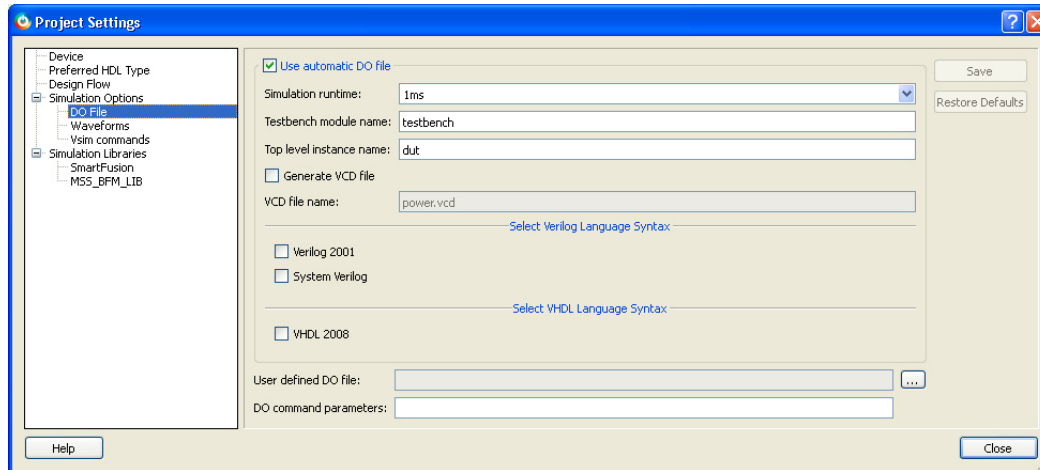 Project Settings
Device
Preferred HDL Type
Design Flow
Simulation Options
DO File
Waveforms
Vsim commands
Simulation Libraries
SmartFusion
MSS_BFM_LIB
Use automatic DO file
Simulation runtime: 1ms
Testbench module name: testbench
Top level instance name: dut
Generate VCD file
VCD file name: power.vcd
Select Verilog Language Syntax
Verilog 2001
System Verilog
Select VHDL Language Syntax
VHDL 2008
User defined DO file: ...
DO command parameters:
Save
Restore Defaults
Help
Close